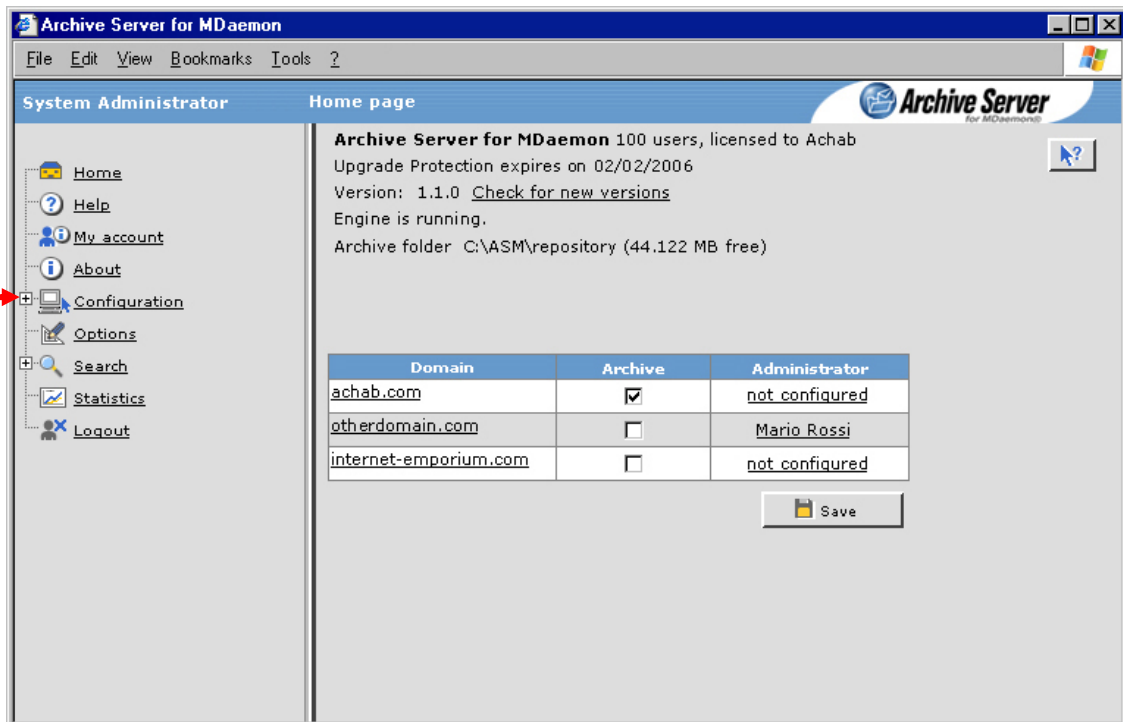 Archive Server for MDaemon
File Edit View Bookmarks Tools ?
System Administrator
Home page
Archive Server
for MDaemon®
Home
Help
My account
About
Configuration
Options
Search
Statistics
Logout
Archive Server for MDaemon 100 users, licensed to Achab
Upgrade Protection expires on 02/02/2006
Version: 1.1.0 Check for new versions
Engine is running.
Archive folder C:\ASM\repository (44.122 MB free)
Domain Archive Administrator
achab.com not configured
otherdomain.com Mario Rossi
internet-emporium.com not configured
Save